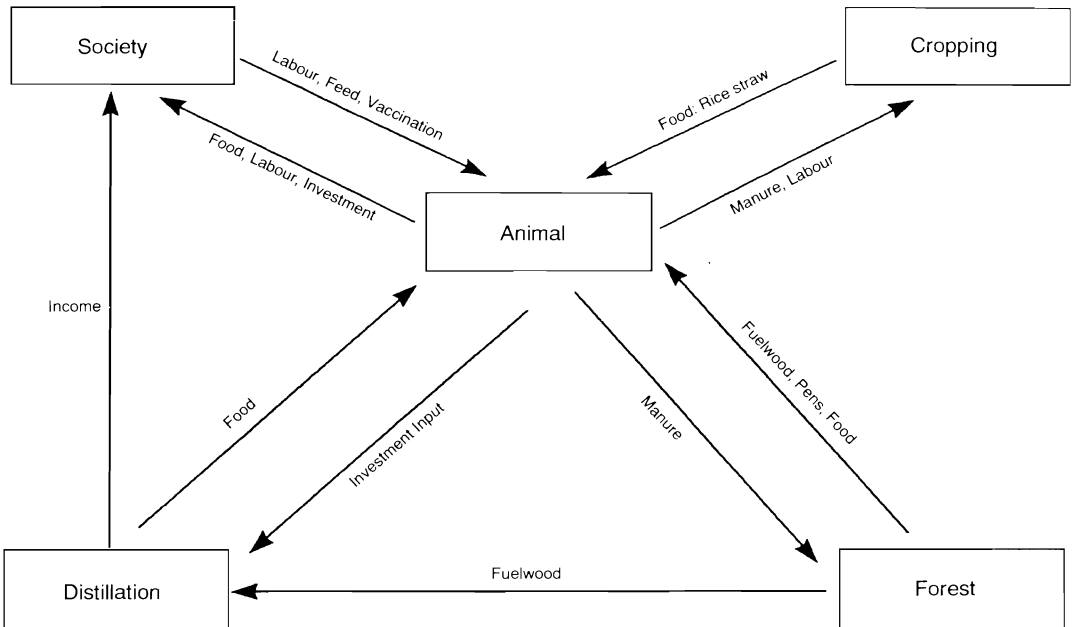 Society
Cropping
Labour, Feed, Vaccination
Food: Rice straw
Food, Labour, Investment
Manure, Labour
Animal
Income
Food
Investment Input
Manure
Fuelwood, Pens, Food
Distillation
Fuelwood
Forest